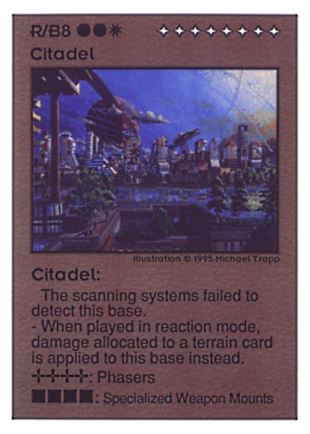 R/B8
Citadel
Illustration © 1995 Michael Trapp
Citadel:
The scanning systems failed to
detect this base.
- When played in reaction mode,
damage allocated to a terrain card
is applied to this base instead.
: Phasers
: Specialized Weapon Mounts